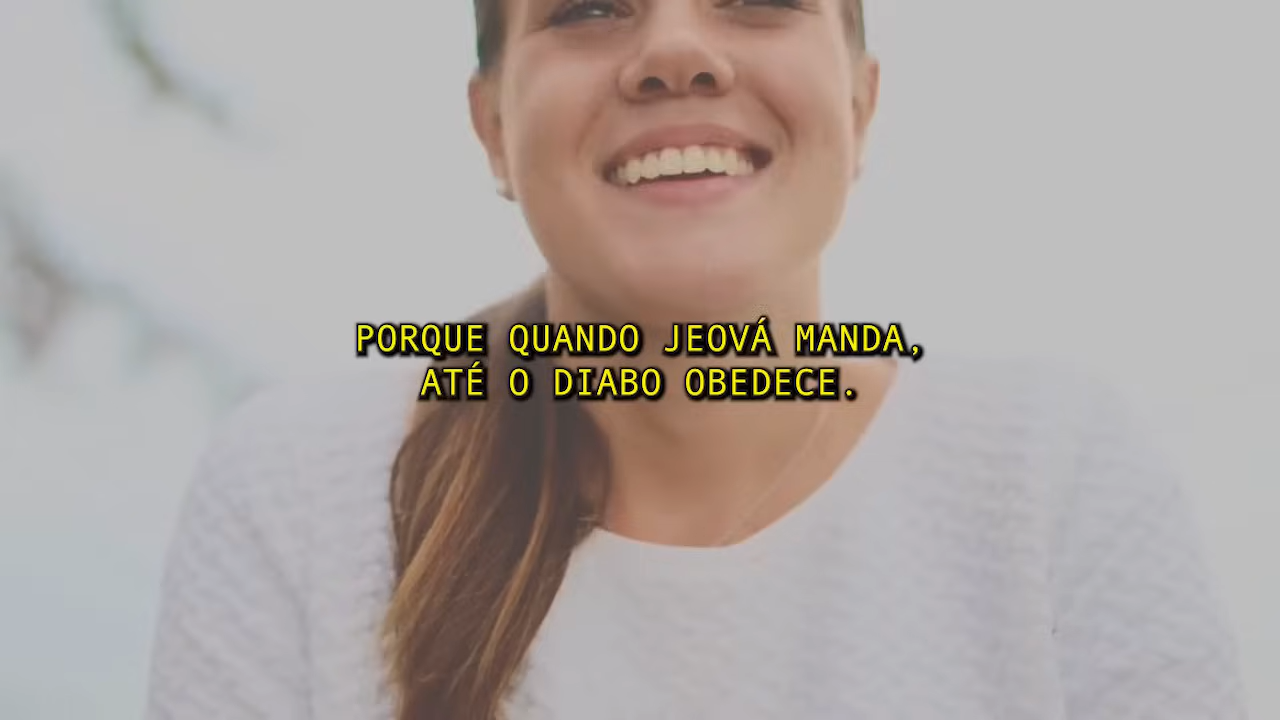 PORQUE QUANDO JEOVÁ MANDA,
ATÉ O DIABO OBEDECE.